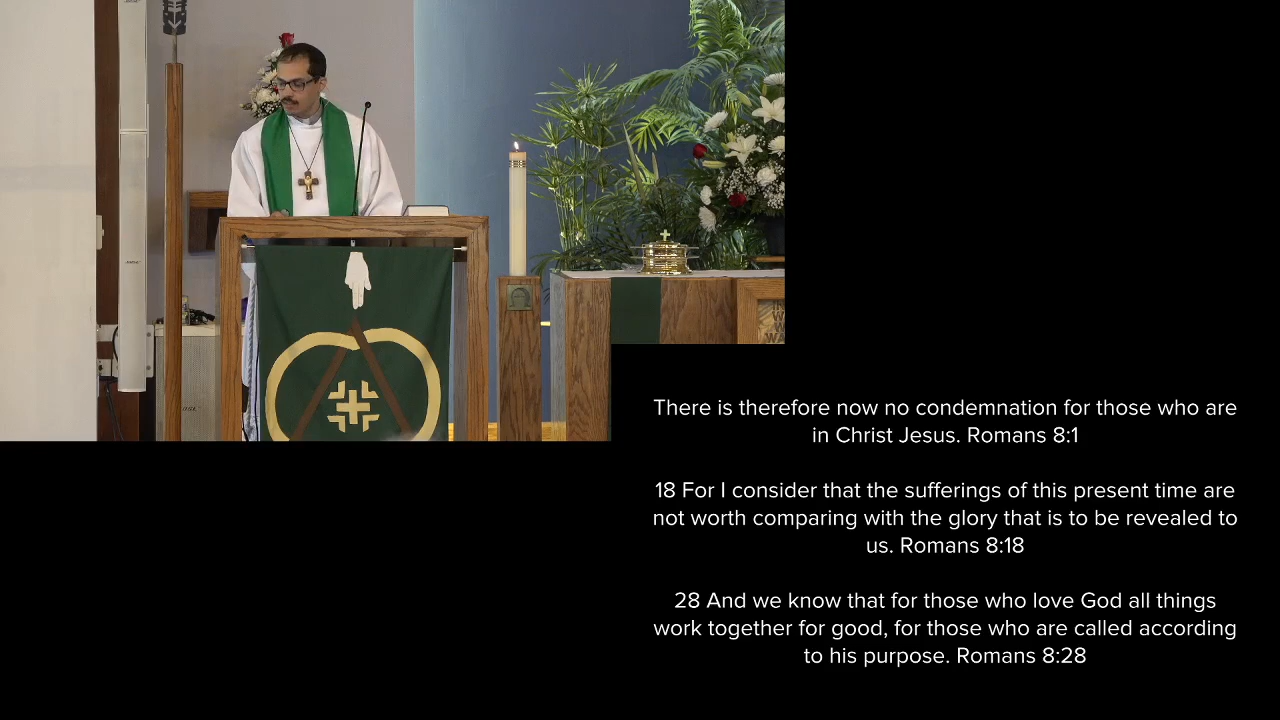 There is therefore now no condemnation for those who are
in Christ Jesus. Romans 8:1
18 For I consider that the sufferings of this present time are
not worth comparing with the glory that is to be revealed to
us. Romans 8:18
28 And we know that for those who love God all things
work together for good, for those who are called according
to his purpose. Romans 8:28